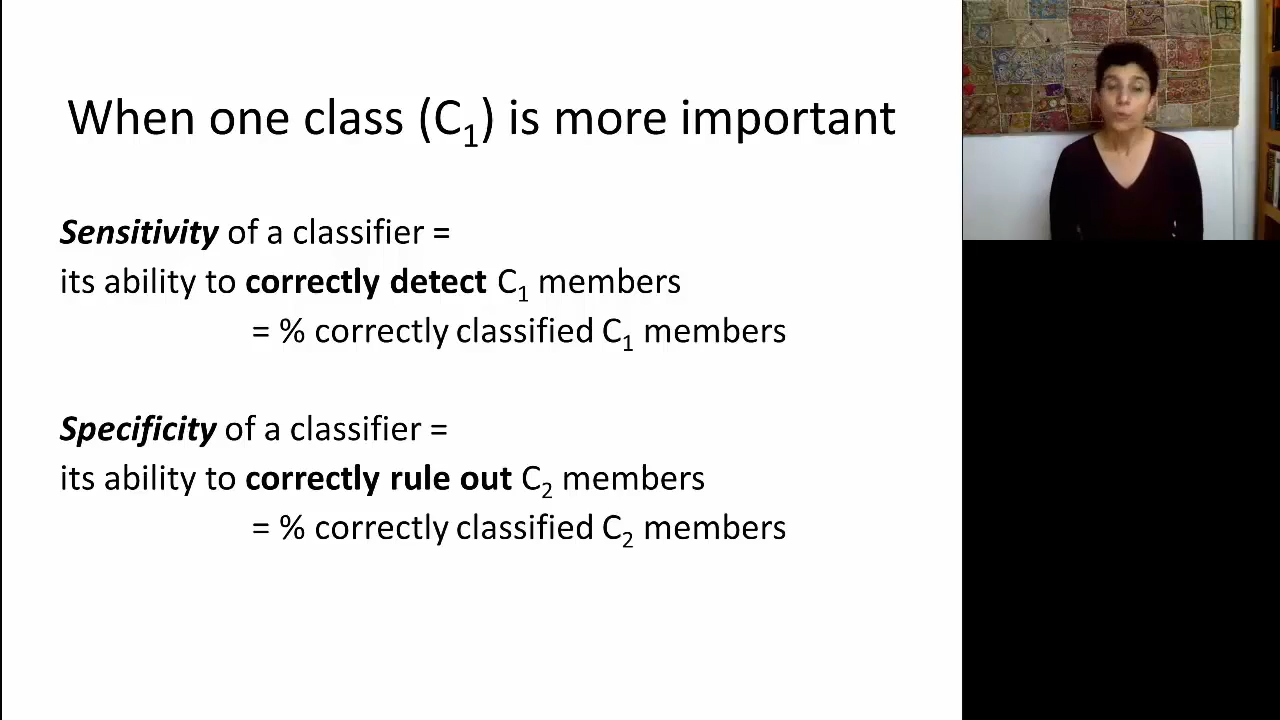 When one class (C₁) is more important
Sensitivity of a classifier =
its ability to correctly detect C₁ members
= % correctly classified C₁ members
Specificity of a classifier =
its ability to correctly rule out C₂ members
= % correctly classified C₂ members